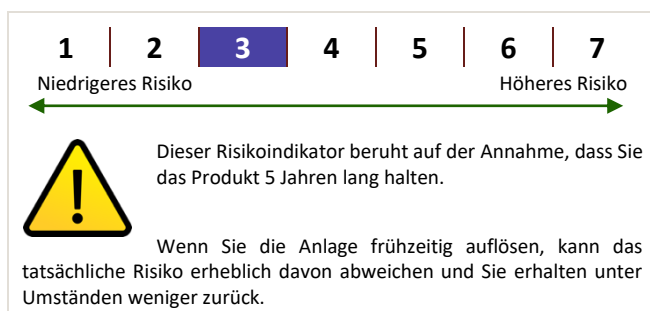 1 2 3 4 5 6 7
Niedrigeres Risiko Höheres Risiko
Dieser Risikoindikator beruht auf der Annahme, dass Sie
das Produkt 5 Jahren lang halten.
Wenn Sie die Anlage frühzeitig auflösen, kann das
tatsächliche Risiko erheblich davon abweichen und Sie erhalten unter
Umständen weniger zurück.